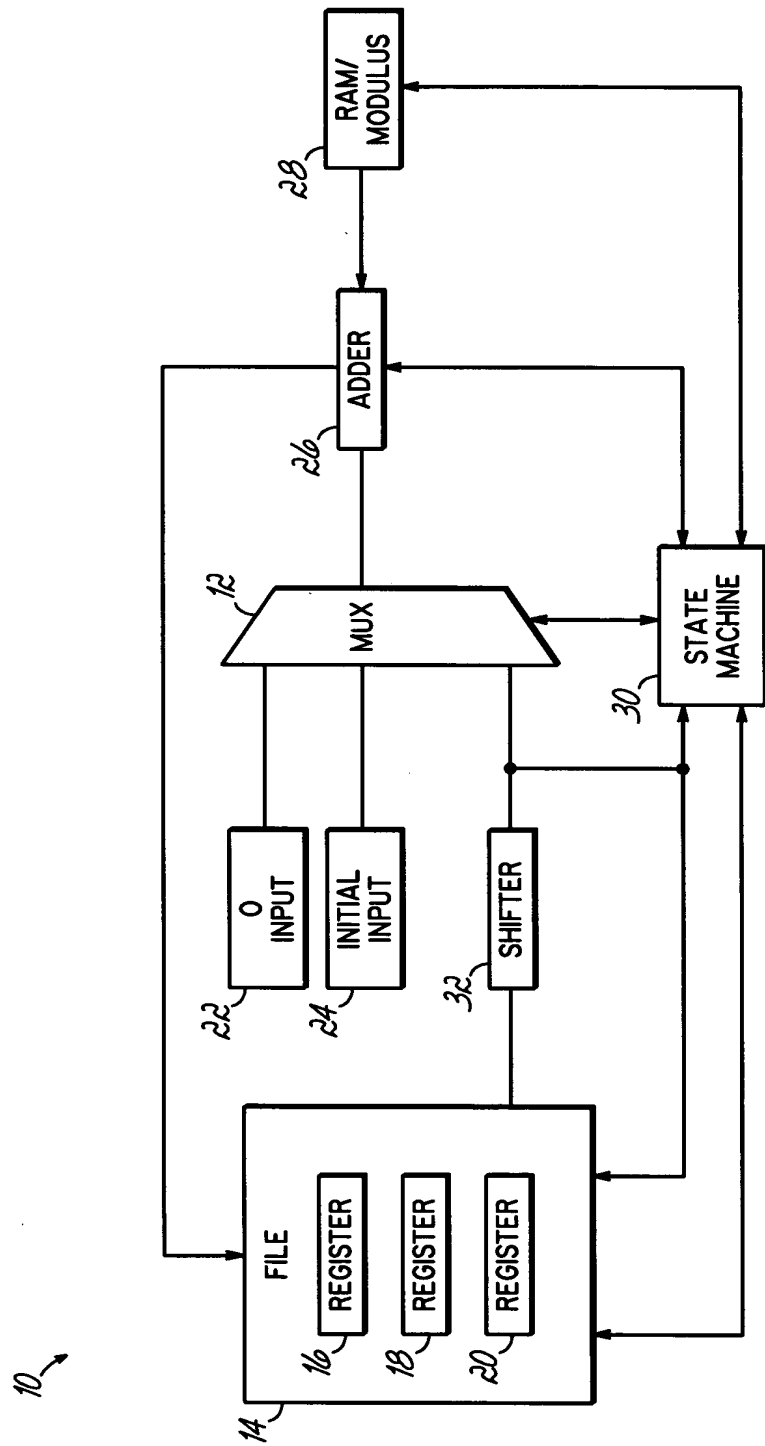 10
14
FILE
16
REGISTER
18
REGISTER
20
REGISTER
22
0
INPUT
24
INITIAL
INPUT
32
SHIFTER
12
MUX
26
ADDER
28
RAM/
MODULUS
30
STATE
MACHINE